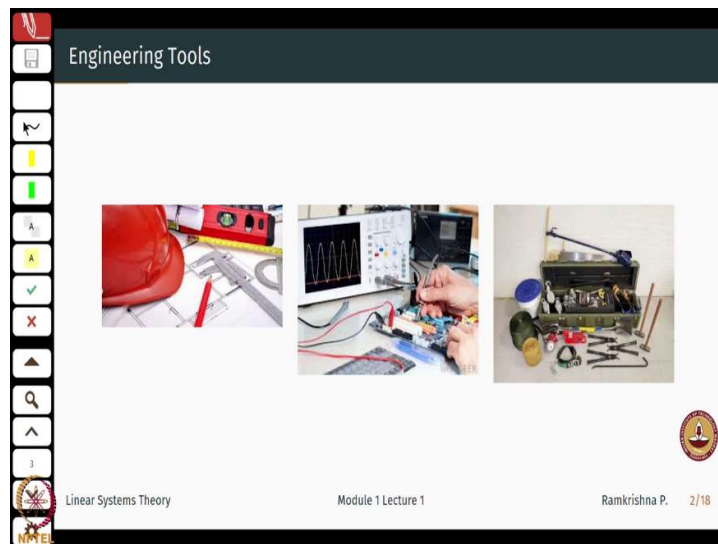 Engineering Tools
A
A
3
NPTEL
Linear Systems Theory
Module 1 Lecture 1
Ramkrishna P.
2/18